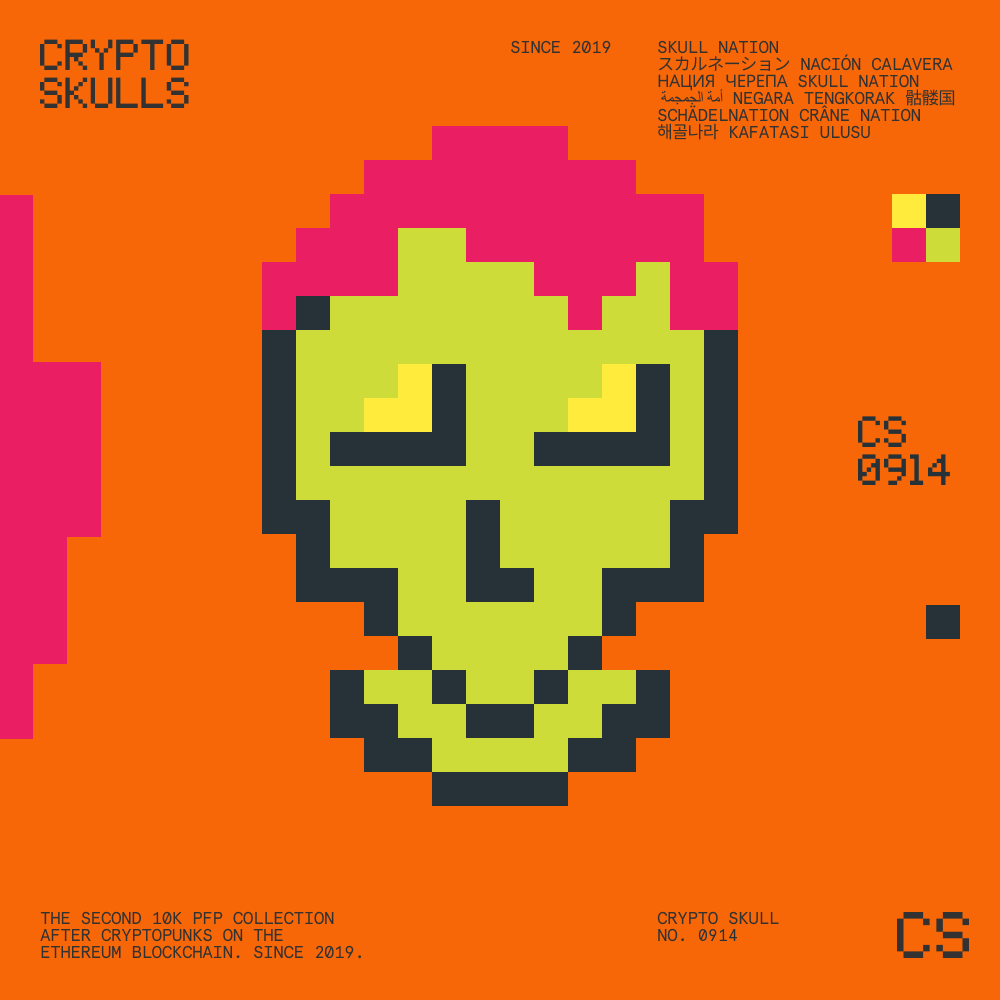 CRYPTO
SKULLS
SINCE 2019
SKULL NATION
スカルネーション NACIÓN CALAVERA
НАЦИЯ ЧЕРЕПА SKULL NATION
أمة الجمجمة NEGARA TENGKORAK 骷髅国
SCHÄDELNATION CRÂNE NATION
해골나라 KAFATASI ULUSU
CS
0914
THE SECOND 10K PFP COLLECTION
AFTER CRYPTOPUNKS ON THE
ETHEREUM BLOCKCHAIN. SINCE 2019.
CRYPTO SKULL
NO. 0914
CS